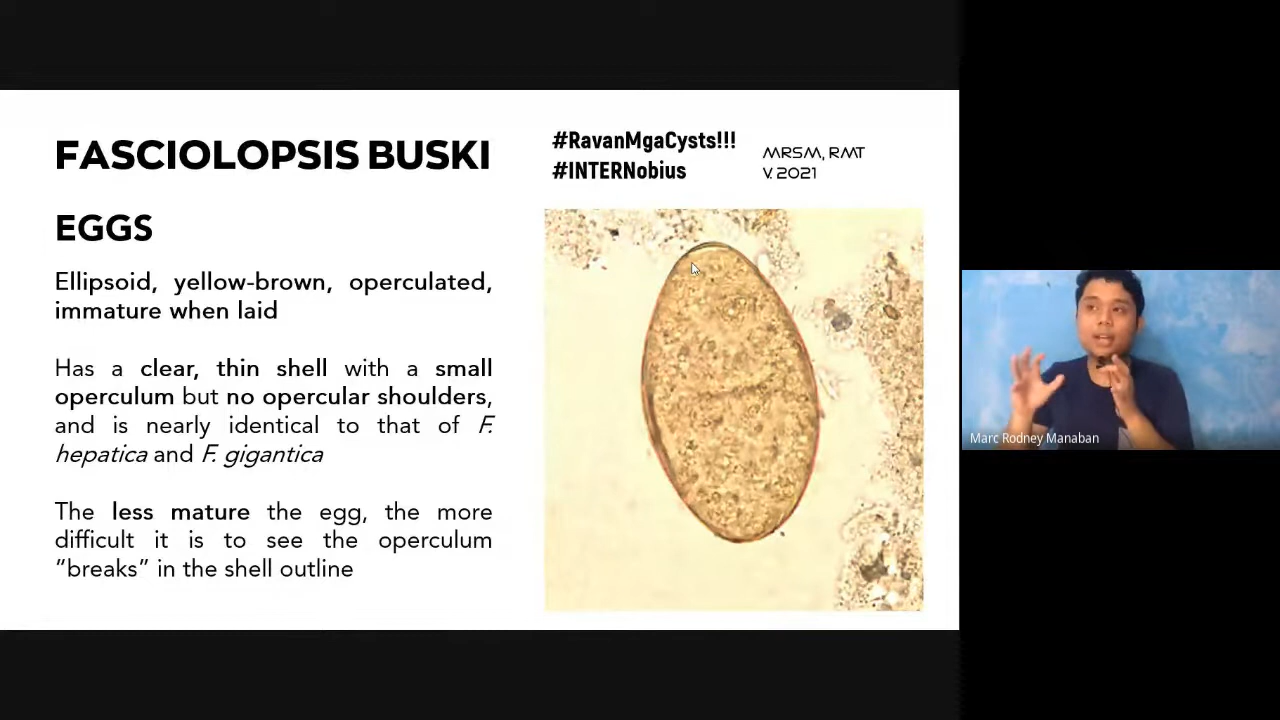 FASCIOLOPSIS BUSKI
#RavanMgaCysts!!!
#INTERNobius
MRSM, RMT
V. 2021
EGGS
Ellipsoid, yellow-brown, operculated,
immature when laid
Has a clear, thin shell with a small
operculum but no opercular shoulders,
and is nearly identical to that of F.
hepatica and F. gigantica
The less mature the egg, the more
difficult it is to see the operculum
“breaks” in the shell outline
Marc Rodney Manaban